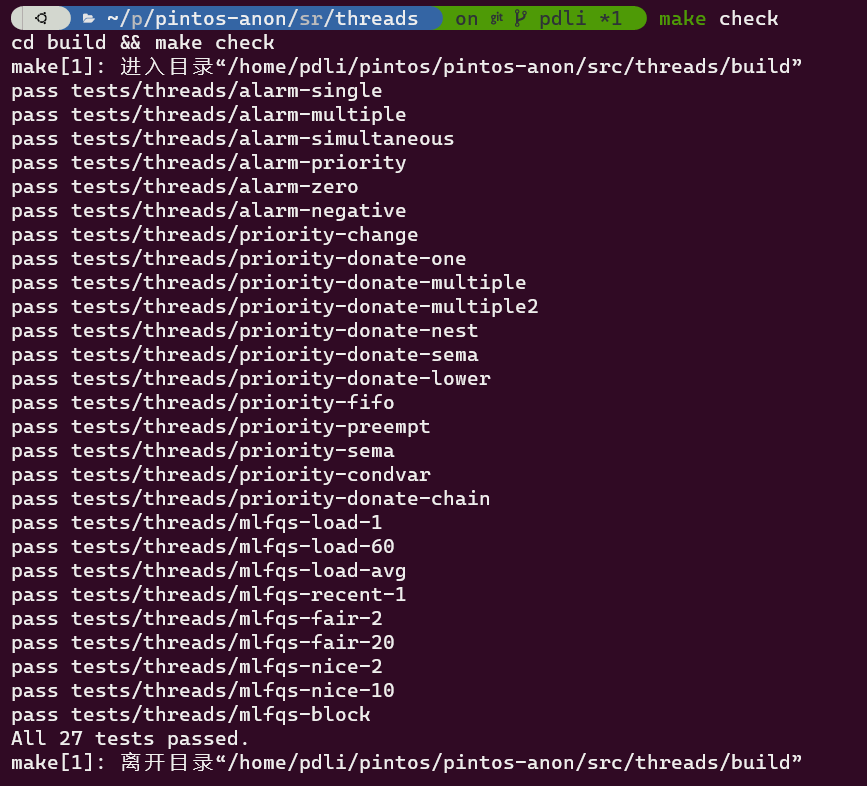 ~/p/pintos-anon/sr/threads on git pdli *1 make check
cd build && make check
make[1]: 进入目录“/home/pdli/pintos/pintos-anon/src/threads/build”
pass tests/threads/alarm-single
pass tests/threads/alarm-multiple
pass tests/threads/alarm-simultaneous
pass tests/threads/alarm-priority
pass tests/threads/alarm-zero
pass tests/threads/alarm-negative
pass tests/threads/priority-change
pass tests/threads/priority-donate-one
pass tests/threads/priority-donate-multiple
pass tests/threads/priority-donate-multiple2
pass tests/threads/priority-donate-nest
pass tests/threads/priority-donate-sema
pass tests/threads/priority-donate-lower
pass tests/threads/priority-fifo
pass tests/threads/priority-preempt
pass tests/threads/priority-sema
pass tests/threads/priority-condvar
pass tests/threads/priority-donate-chain
pass tests/threads/mlfqs-load-1
pass tests/threads/mlfqs-load-60
pass tests/threads/mlfqs-load-avg
pass tests/threads/mlfqs-recent-1
pass tests/threads/mlfqs-fair-2
pass tests/threads/mlfqs-fair-20
pass tests/threads/mlfqs-nice-2
pass tests/threads/mlfqs-nice-10
pass tests/threads/mlfqs-block
All 27 tests passed.
make[1]: 离开目录“/home/pdli/pintos/pintos-anon/src/threads/build”